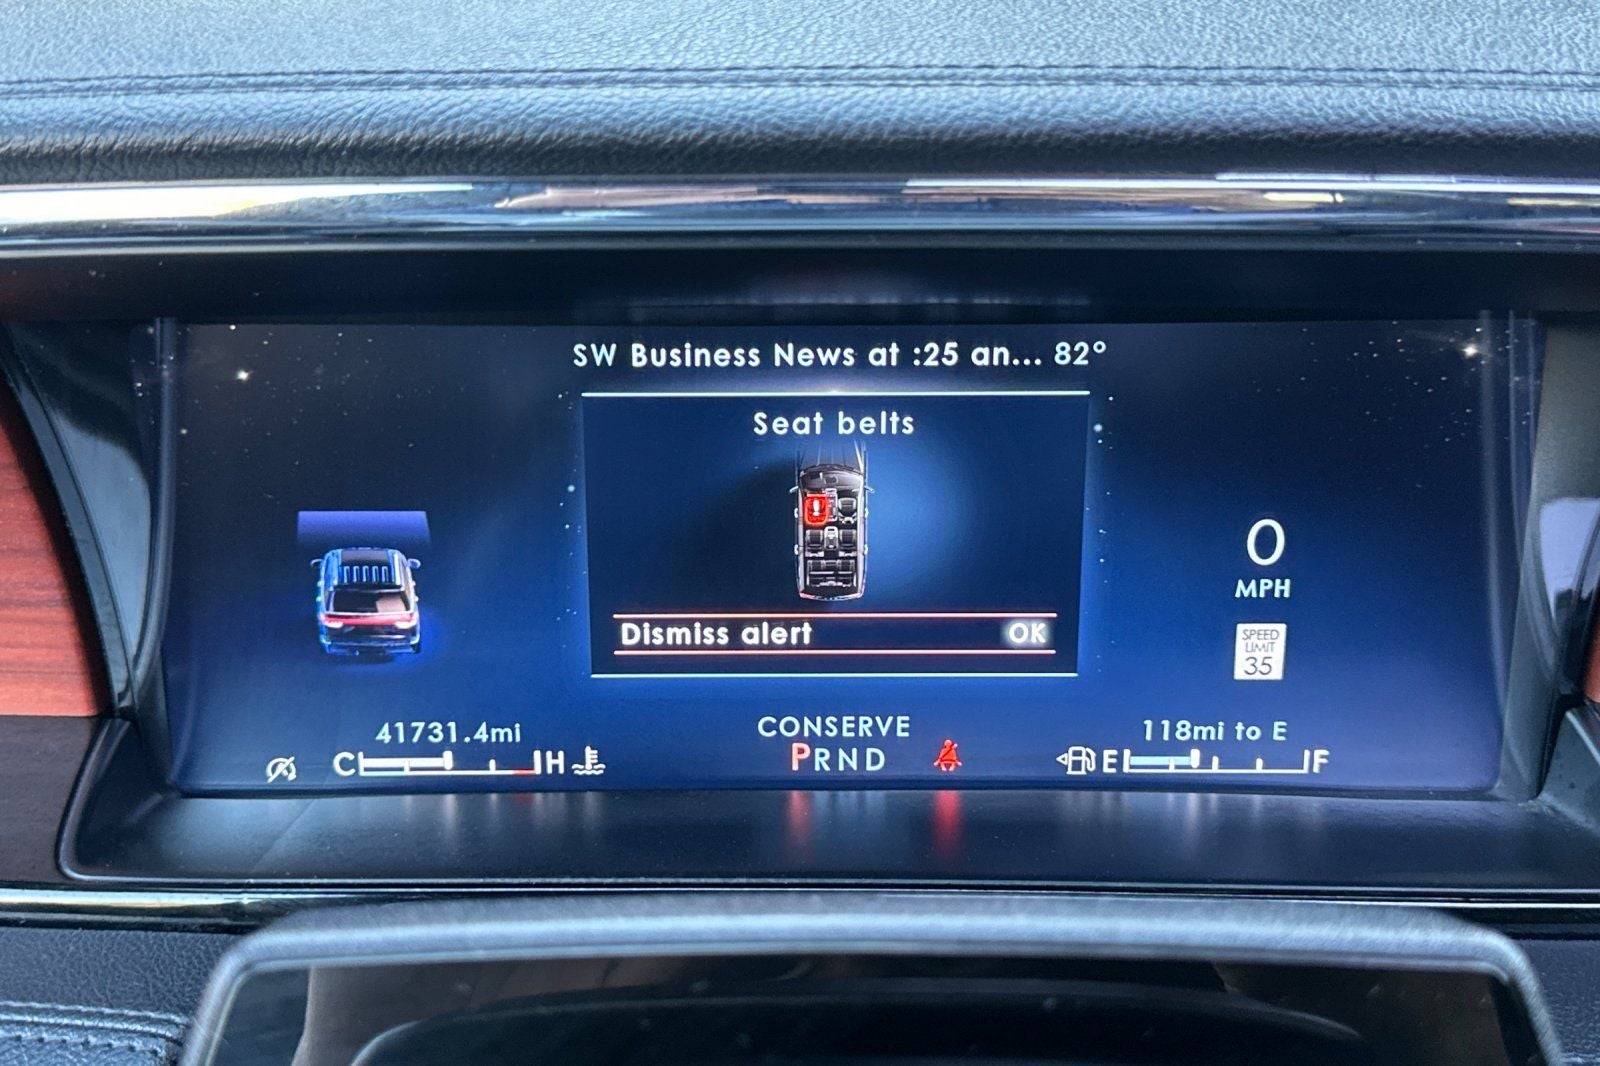 SW Business News at :25 an... 82°
Seat belts
Dismiss alert OK
0
MPH
SPEED
LIMIT
35
41731.4mi
CONSERVE
118mi to E
C H
PRND
E F